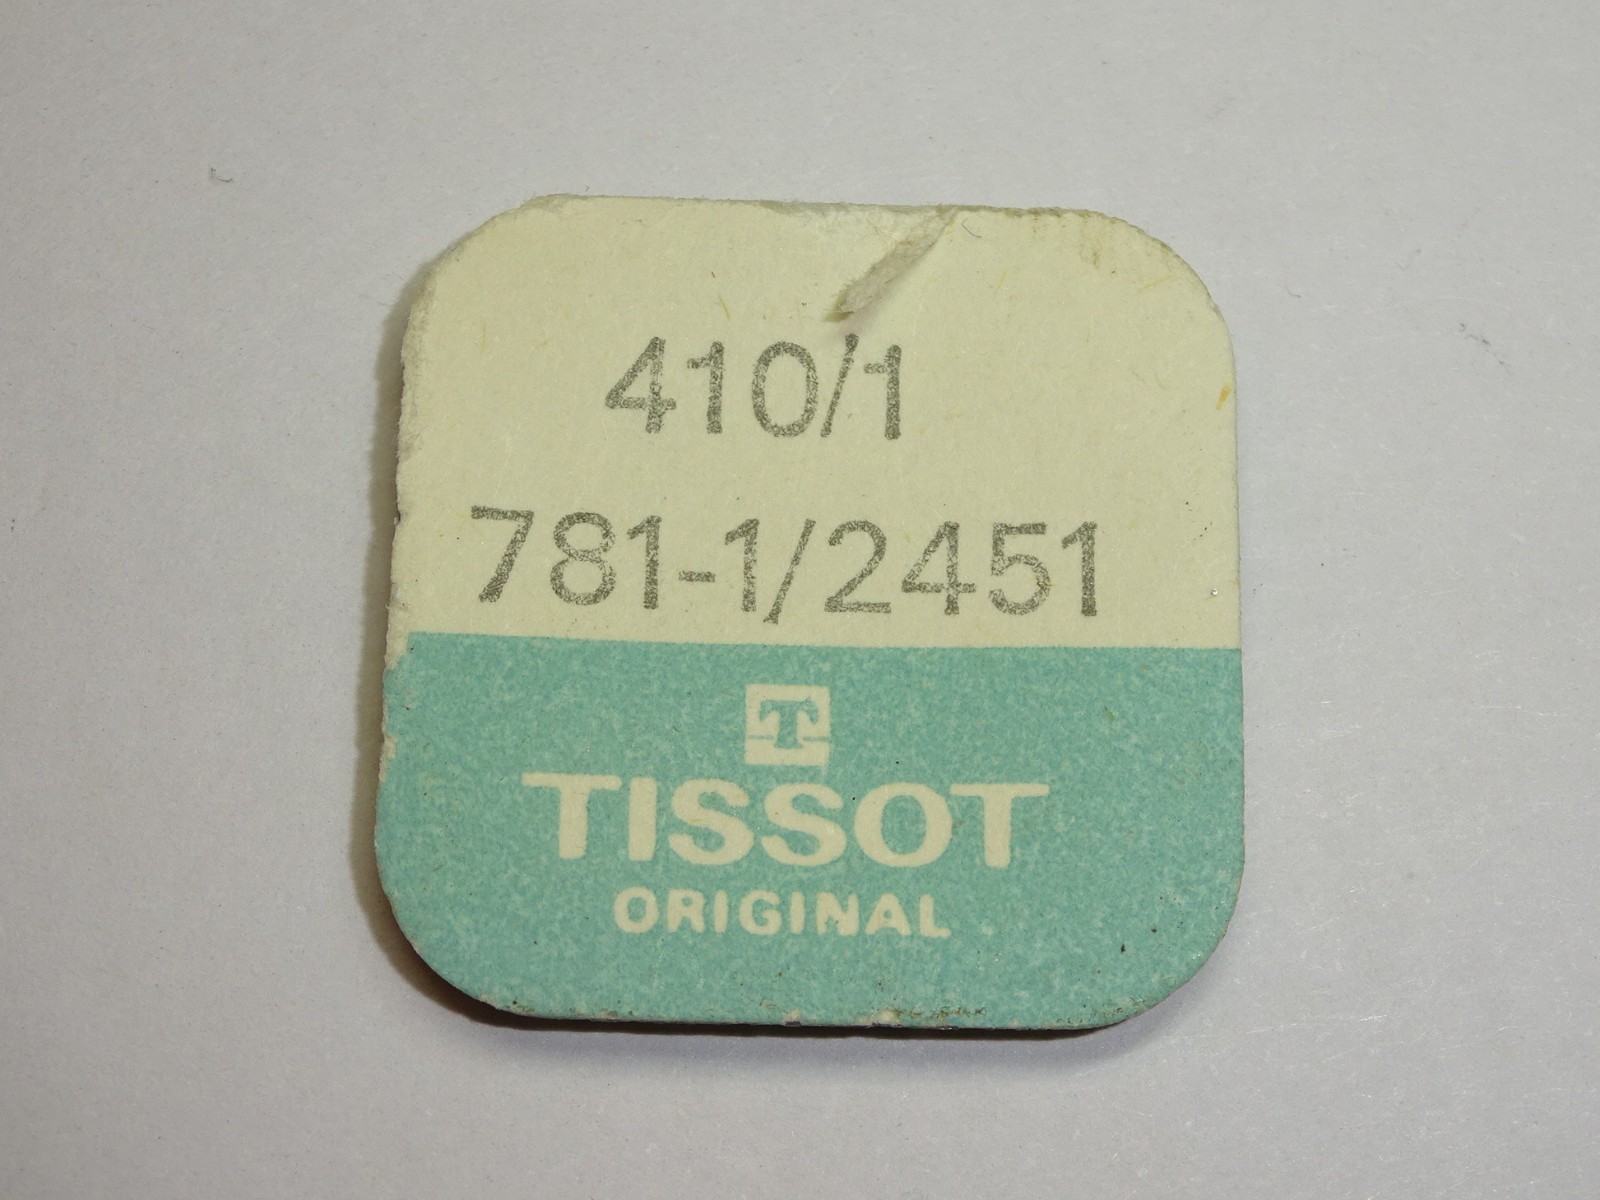 410/1
781-1/2451
T
TISSOT
ORIGINAL